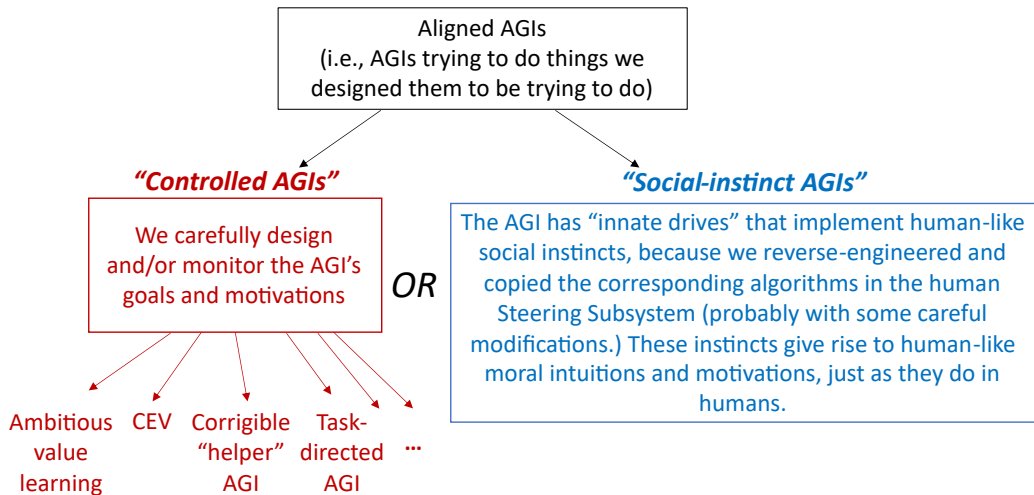 Aligned AGIs
(i.e., AGIs trying to do things we
designed them to be trying to do)
“Controlled AGIs”
We carefully design
and/or monitor the AGI’s
goals and motivations
OR
“Social-instinct AGIs”
The AGI has “innate drives” that implement human-like
social instincts, because we reverse-engineered and
copied the corresponding algorithms in the human
Steering Subsystem (probably with some careful
modifications.) These instincts give rise to human-like
moral intuitions and motivations, just as they do in
humans.
Ambitious
value
learning
CEV
Corrigible
“helper”
AGI
Task-
directed
AGI
...